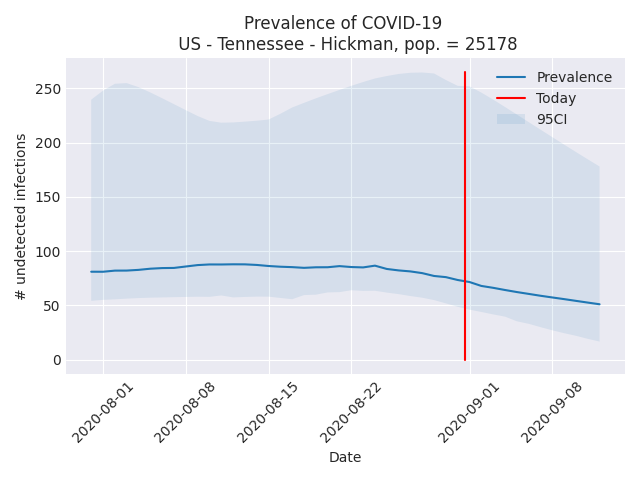 Prevalence of COVID-19
US - Tennessee - Hickman, pop. = 25178
Prevalence
Today
95CI
# undetected infections
250
200
150
100
50
0
2020-08-01
2020-08-08
2020-08-15
2020-08-22
2020-09-01
2020-09-08
Date